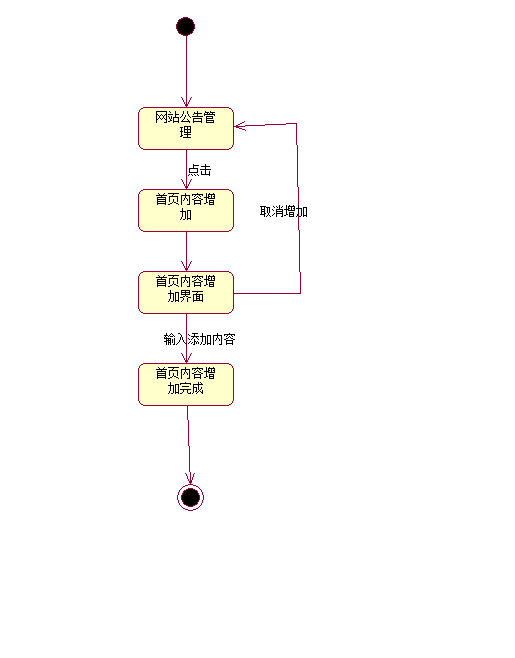 网站公告管
理
点击
首页内容增
加
取消增加
首页内容增
加界面
输入添加内容
首页内容增
加完成